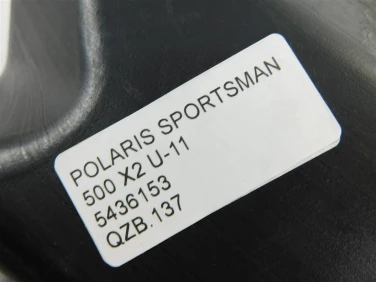 POLARIS SPORTSMAN
500 X2 U-11
5436153
QZB.137